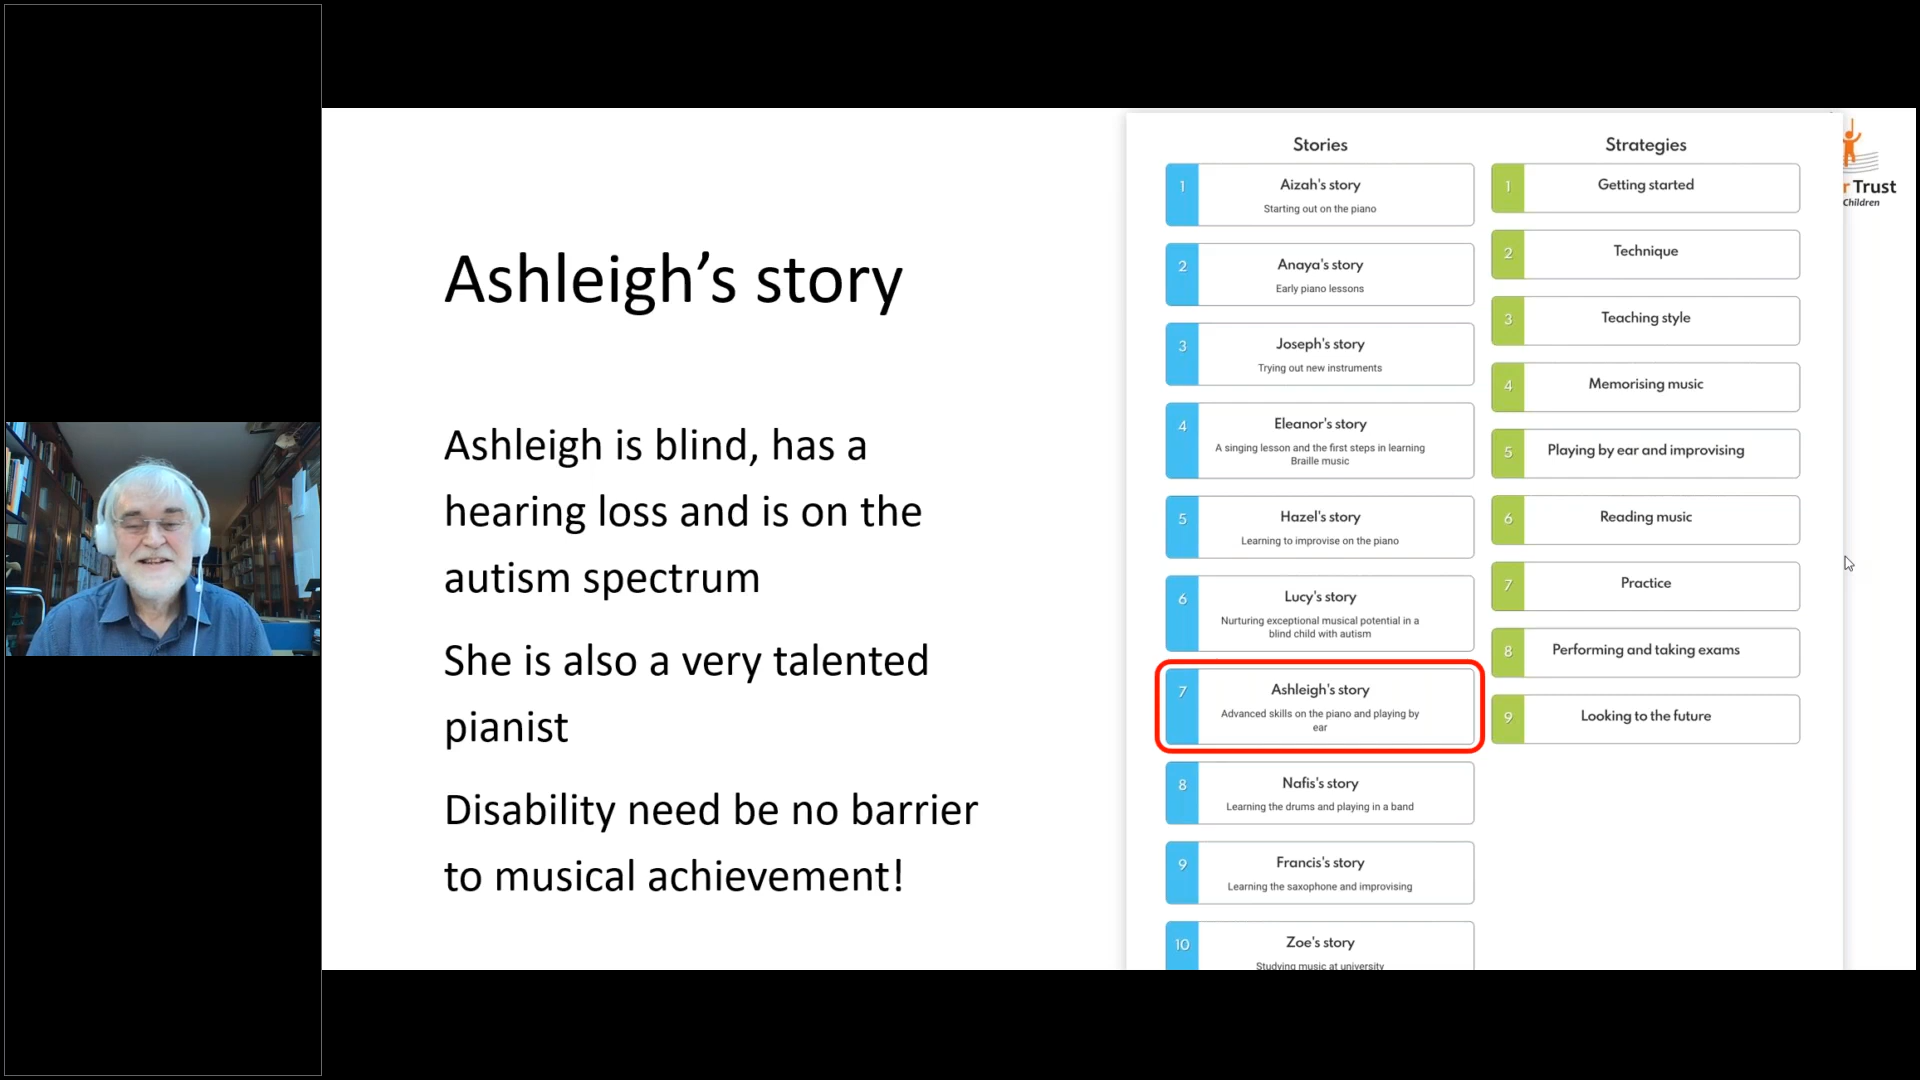 Ashleigh’s story
Ashleigh is blind, has a
hearing loss and is on the
autism spectrum
She is also a very talented
pianist
Disability need be no barrier
to musical achievement!
Stories
1
Aizah's story
Starting out on the piano
2
Anaya's story
Early piano lessons
3
Joseph's story
Trying out new instruments
4
Eleanor's story
A singing lesson and the first steps in learning
Braille music
5
Hazel's story
Learning to improvise on the piano
6
Lucy's story
Nurturing exceptional musical potential in a
blind child with autism
7
Ashleigh's story
Advanced skills on the piano and playing by
ear
8
Nafis's story
Learning the drums and playing in a band
9
Francis's story
Learning the saxophone and improvising
10
Zoe's story
Studying music at university
Strategies
1
Getting started
2
Technique
3
Teaching style
4
Memorising music
5
Playing by ear and improvising
6
Reading music
7
Practice
8
Performing and taking exams
9
Looking to the future
r Trust
Children